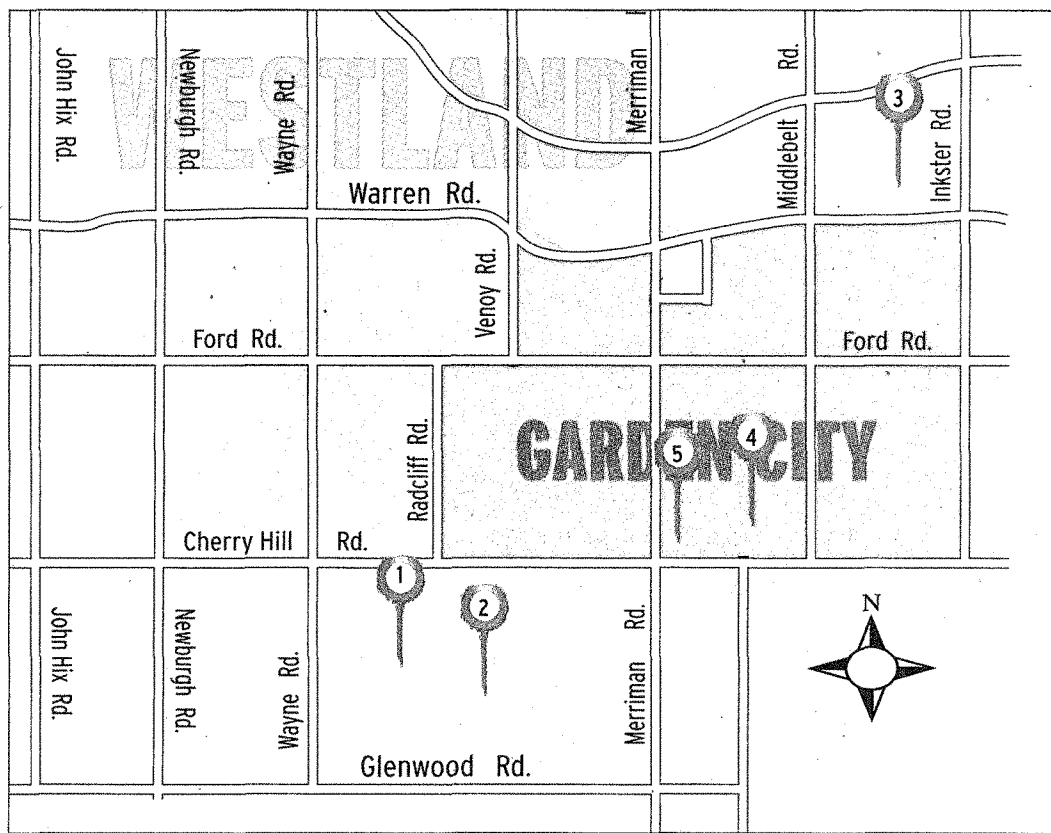 WESTLAND
John Hix Rd.
Newburgh Rd.
Wayne Rd.
Merriman
Middlebelt Rd.
3
Inkster Rd.
Warren Rd.
Venoy Rd.
Ford Rd.
Ford Rd.
Radcliff Rd.
GARDEN CITY
5
4
Cherry Hill Rd.
1
2
John Hix Rd.
Newburgh Rd.
Wayne Rd.
Merriman Rd.
N
Glenwood Rd.